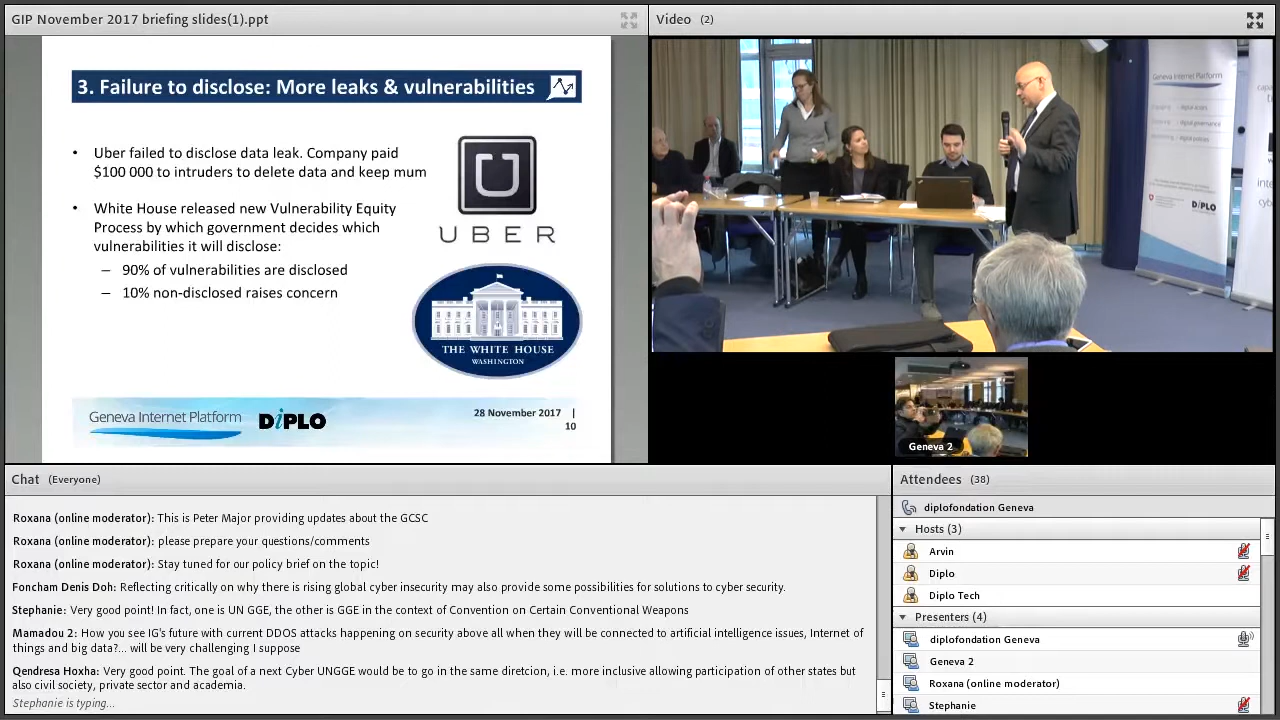 GIP November 2017 briefing slides(1).ppt
3. Failure to disclose: More leaks & vulnerabilities
• Uber failed to disclose data leak. Company paid
$100 000 to intruders to delete data and keep mum
• White House released new Vulnerability Equity
Process by which government decides which
vulnerabilities it will disclose:
– 90% of vulnerabilities are disclosed
– 10% non-disclosed raises concern
UBER
THE WHITE HOUSE
WASHINGTON
Geneva Internet Platform
DiPLO
28 November 2017 |
10
Video (2)
Geneva Internet Platform
digital governance
digital policies
DiPLO
Geneva 2
Chat (Everyone)
Roxana (online moderator): This is Peter Major providing updates about the GCSC
Roxana (online moderator): please prepare your questions/comments
Roxana (online moderator): Stay tuned for our policy brief on the topic!
Foncham Denis Doh: Reflecting critically on why there is rising global cyber insecurity may also provide some possibilities for solutions to cyber security.
Stephanie: Very good point! In fact, one is UN GGE, the other is GGE in the context of Convention on Certain Conventional Weapons
Mamadou 2: How you see IG's future with current DDOS attacks happening on security above all when they will be connected to artificial intelligence issues, Internet of
things and big data?... will be very challenging I suppose
Qendresa Hoxha: Very good point. The goal of a next Cyber UNGGE would be to go in the same diretcion, i.e. more inclusive allowing participation of other states but
also civil society, private sector and academia.
Stephanie is typing...
Attendees (38)
diplofondation Geneva
Hosts (3)
Arvin
Diplo
Diplo Tech
Presenters (4)
diplofondation Geneva
Geneva 2
Roxana (online moderator)
Stephanie